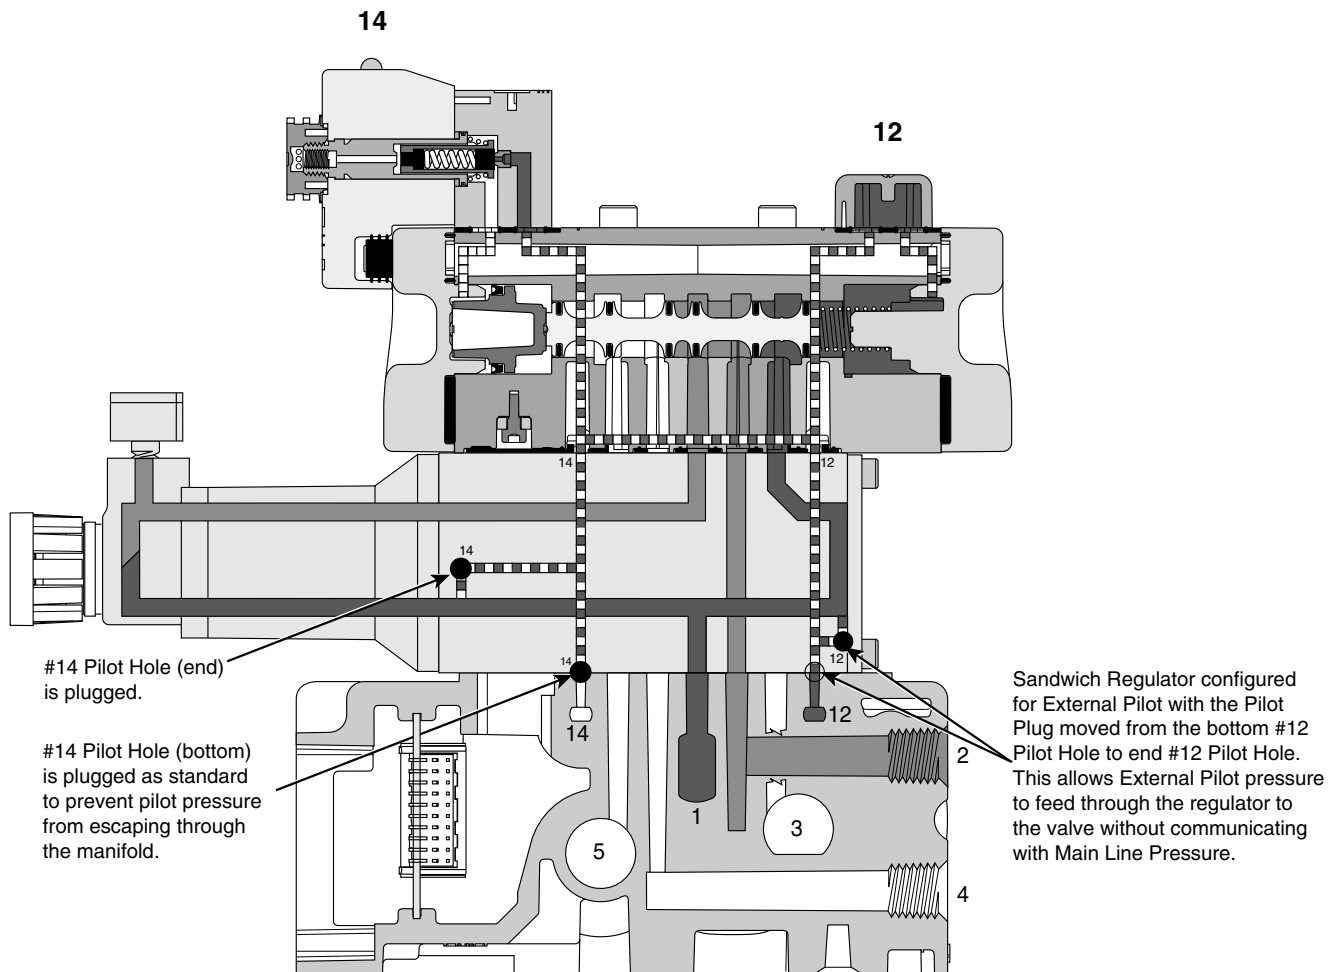 14
12
14
12
14
14
12
#14 Pilot Hole (end)
is plugged.
#14 Pilot Hole (bottom)
is plugged as standard
to prevent pilot pressure
from escaping through
the manifold.
14
12
1
2
3
5
4
Sandwich Regulator configured
for External Pilot with the Pilot
Plug moved from the bottom #12
Pilot Hole to end #12 Pilot Hole.
This allows External Pilot pressure
to feed through the regulator to
the valve without communicating
with Main Line Pressure.